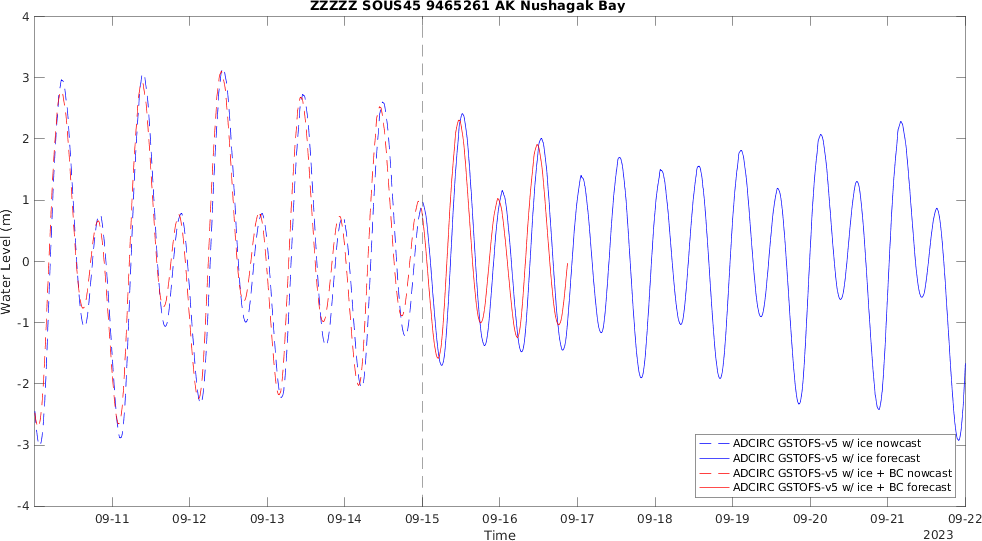 ZZZZZ SOUS45 9465261 AK Nushagak Bay
4
3
2
1
0
-1
-2
-3
-4
Water Level (m)
ADCIRC GSTOFS-v5 w/ ice nowcast
ADCIRC GSTOFS-v5 w/ ice forecast
ADCIRC GSTOFS-v5 w/ ice + BC nowcast
ADCIRC GSTOFS-v5 w/ ice + BC forecast
09-11 09-12 09-13 09-14 09-15 09-16 09-17 09-18 09-19 09-20 09-21 09-22
Time 2023